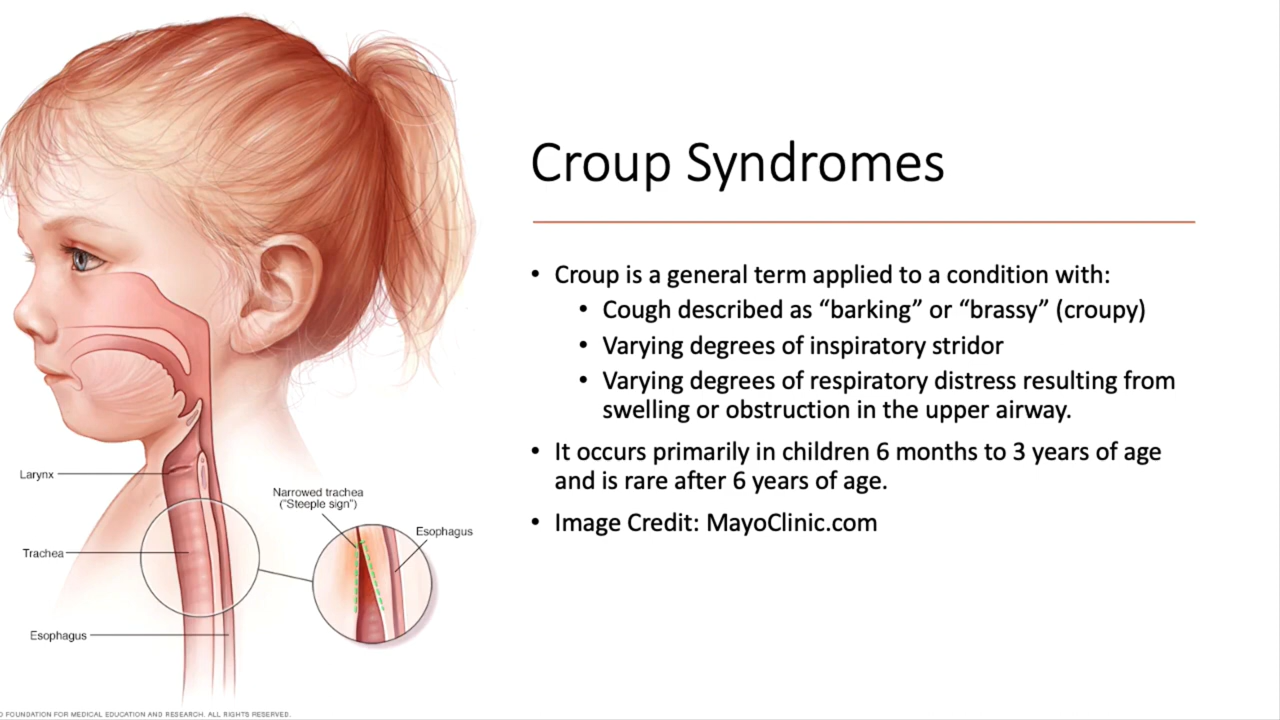 Croup Syndromes
• Croup is a general term applied to a condition with:
• Cough described as “barking” or “brassy” (croupy)
• Varying degrees of inspiratory stridor
• Varying degrees of respiratory distress resulting from
swelling or obstruction in the upper airway.
• It occurs primarily in children 6 months to 3 years of age
and is rare after 6 years of age.
• Image Credit: MayoClinic.com
Larynx
Narrowed trachea
("Steeple sign")
Esophagus
Trachea
Esophagus
FOUNDATION FOR MEDICAL EDUCATION AND RESEARCH. ALL RIGHTS RESERVED.